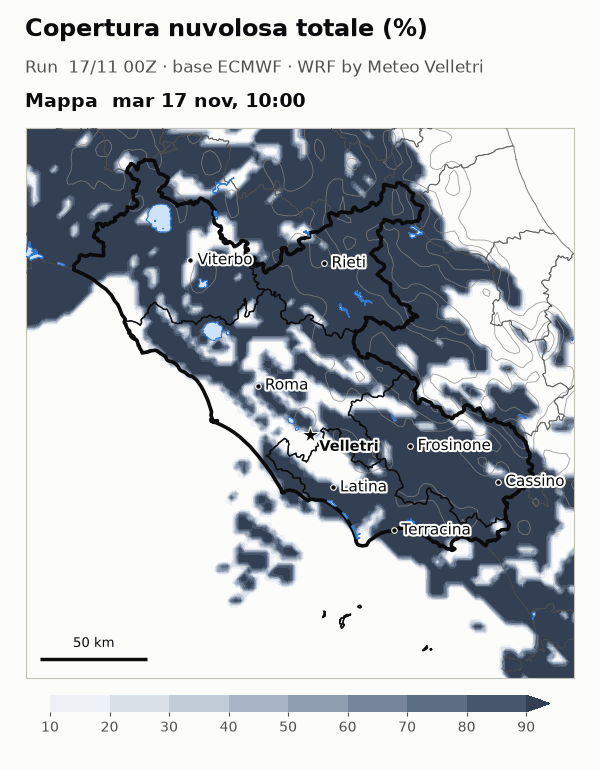 Copertura nuvolosa totale (%)
Run 17/11 00Z · base ECMWF · WRF by Meteo Velletri
Mappa mar 17 nov, 10:00
Viterbo
Rieti
Roma
Velletri
Frosinone
Latina
Cassino
Terracina
50 km
10 20 30 40 50 60 70 80 90